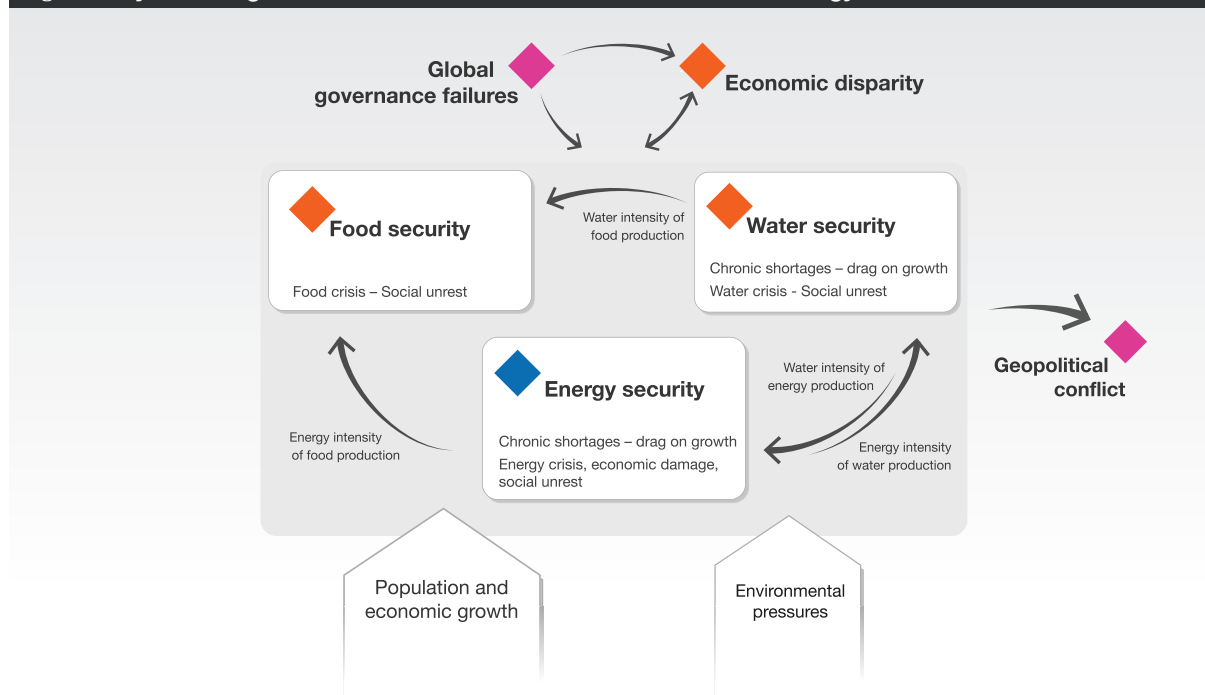 Global
governance failures
Economic disparity
Food security
Food crisis – Social unrest
Water intensity of
food production
Water security
Chronic shortages – drag on growth
Water crisis - Social unrest
Geopolitical
conflict
Energy security
Chronic shortages – drag on growth
Energy crisis, economic damage,
social unrest
Water intensity of
energy production
Energy intensity
of food production
Energy intensity
of water production
Population and
economic growth
Environmental
pressures